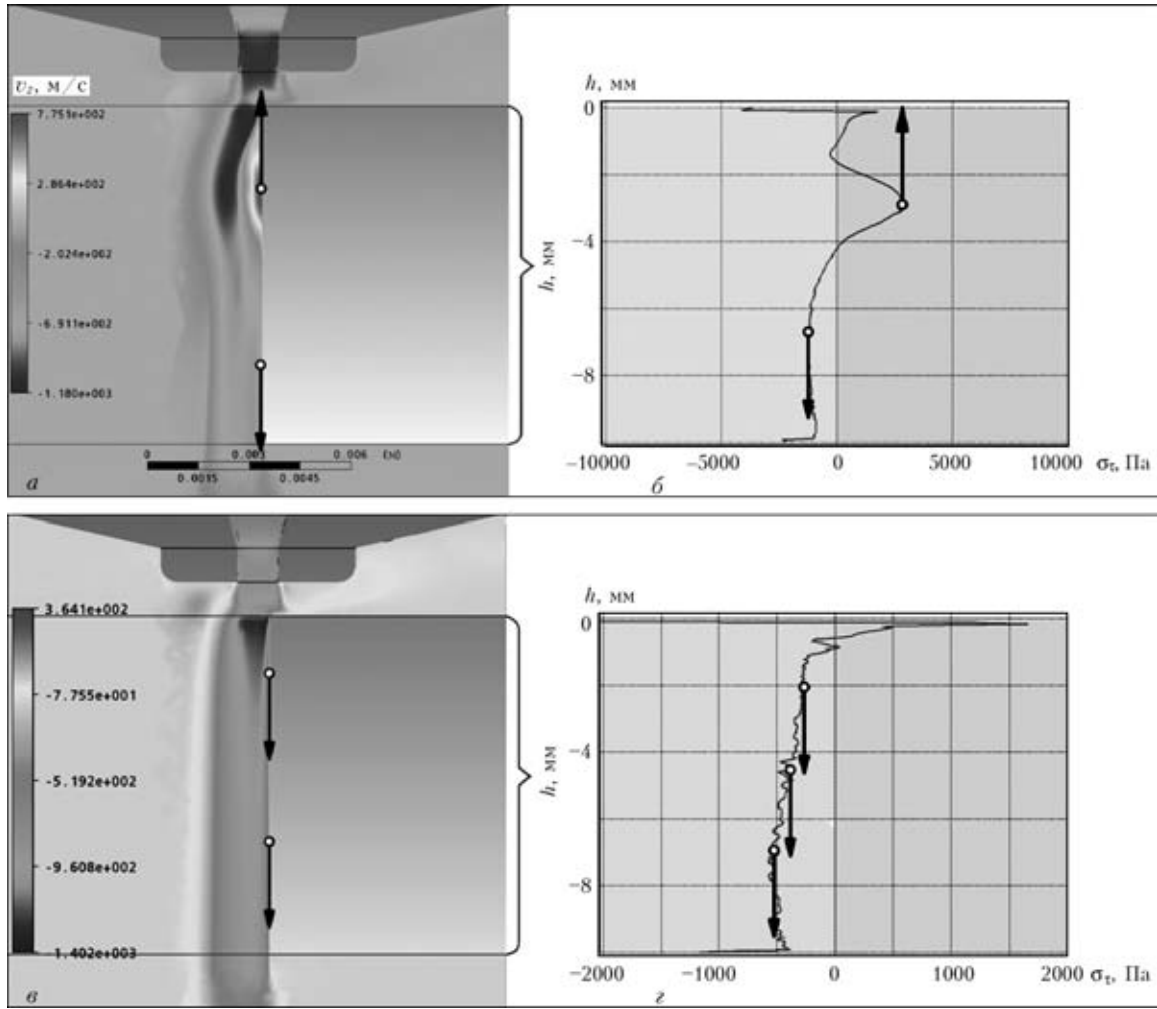 v_z, м/с
7.751e+002
2.864e+002
-2.024e+002
-6.911e+002
-1.180e+003
0 0.003 0.006 (m)
0.0015 0.0045
а
h, мм
h, мм
0
−4
−8
−10000 −5000 0 5000 10000 σ_τ, Па
б
3.641e+002
-7.755e+001
-5.192e+002
-9.608e+002
-1.402e+003
в
h, мм
h, мм
0
−4
−8
−2000 −1000 0 1000 2000 σ_τ, Па
г